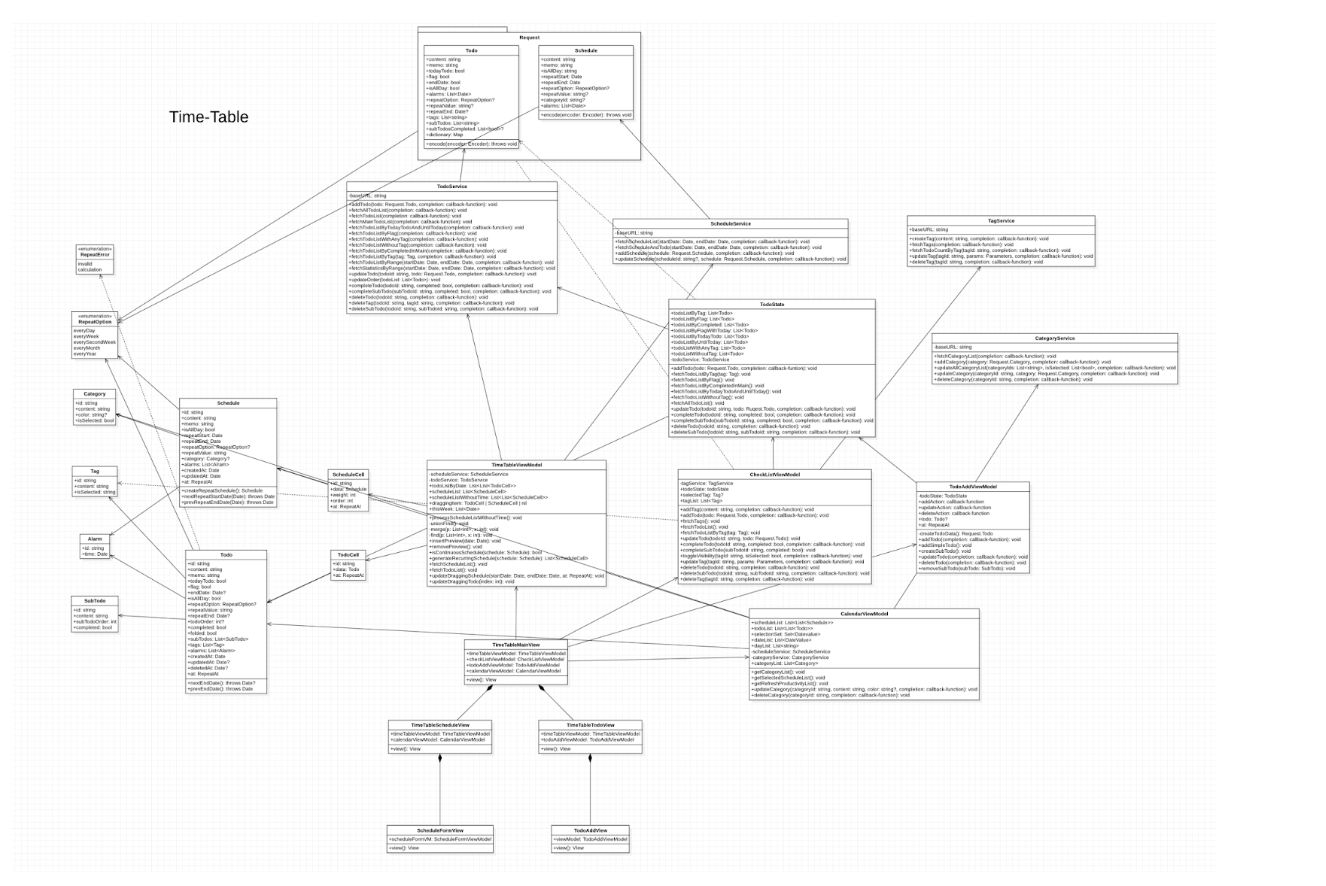 Time-Table
Request
Todo
+content: string
+memo: string
+todayTodo: bool
+flag: bool
+endDate: bool
+isAllDay: bool
+alarms: List<Date>
+repeatOption: RepeatOption?
+repeatValue: string?
+repeatEnd: Date?
+tags: List<string>
+subTodos: List<string>
+subTodosCompleted: List<bool>?
+dictionary: Map
+encode(encoder: Encoder): throws void
Schedule
+content: string
+memo: string
+isAllDay: string
+repeatStart: Date
+repeatEnd: Date
+repeatOption: RepeatOption?
+repeatValue: string?
+categoryId: string?
+alarms: List<Date>
+encode(encoder: Encoder): throws void
TodoService
-baseURL: string
+addTodo(todo: Request.Todo, completion: callback-function): void
+fetchAllTodoList(completion: callback-function): void
+fetchTodoList(completion: callback-function): void
+fetchMainTodoList(completion: callback-function): void
+fetchTodoListByTodayTodoAndUntilToday(completion: callback-function): void
+fetchTodoListByFlag(completion: callback-function): void
+fetchTodoListWithAnyTag(completion: callback-function): void
+fetchTodoListWithoutTag(completion: callback-function): void
+fetchTodoListByCompletedInMain(completion: callback-function): void
+fetchTodoListByTag(tag: Tag, completion: callback-function): void
+fetchTodoListByRange(startDate: Date, endDate: Date, completion: callback-function): void
+fetchStatisticsByRange(startDate: Date, endDate: Date, completion: callback-function): void
+updateTodo(todoId: string, todo: Request.Todo, completion: callback-function): void
+updateOrder(todoList: List<Todo>): void
+completeTodo(todoId: string, completed: bool, completion: callback-function): void
+completeSubTodo(subTodoId: string, completed: bool, completion: callback-function): void
+deleteTodo(todoId: string, completion: callback-function): void
+deleteTag(todoId: string, tagId: string, completion: callback-function): void
+deleteSubTodo(todoId: string, subTodoId: string, completion: callback-function): void
ScheduleService
-baseURL: string
+fetchScheduleList(startDate: Date, endDate: Date, completion: callback-function): void
+fetchScheduleAndTodo(startDate: Date, endDate: Date, completion: callback-function): void
+addSchedule(schedule: Request.Schedule, completion: callback-function): void
+updateSchedule(scheduleId: string?, schedule: Request.Schedule, completion: callback-function): void
TagService
-baseURL: string
+createTag(content: string, completion: callback-function): void
+fetchTags(completion: callback-function): void
+fetchTodoCountByTag(tagId: string, completion: callback-function): void
+updateTag(tagId: string, params: Parameters, completion: callback-function): void
+deleteTag(tagId: string, completion: callback-function): void
«enumeration»
RepeatError
invalid
calculation
«enumeration»
RepeatOption
everyDay
everyWeek
everySecondWeek
everyMonth
everyYear
TodoState
+todoListByTag: List<Todo>
+todoListByFlag: List<Todo>
+todoListByCompleted: List<Todo>
+todoListByFlagWithToday: List<Todo>
+todoListByTodayTodo: List<Todo>
+todoListByUntilToday: List<Todo>
+todoListWithAnyTag: List<Todo>
+todoListWithoutTag: List<Todo>
-todoService: TodoService
+addTodo(todo: Request.Todo, completion: callback-function): void
+fetchTodoListByTag(tag: Tag): void
+fetchTodoListByFlag(): void
+fetchTodoListByCompletedInMain(): void
+fetchTodoListByTodayTodoAndUntilToday(): void
+fetchTodoListWithoutTag(): void
+fetchAllTodoList(): void
+updateTodo(todoId: string, todo: Request.Todo, completion: callback-function): void
+completeTodo(todoId: string, completed: bool, completion: callback-function): void
+completeSubTodo(subTodoId: string, completed: bool, completion: callback-function): void
+deleteTodo(todoId: string, completion: callback-function): void
+deleteSubTodo(todoId: string, subTodoId: string, completion: callback-function): void
CategoryService
-baseURL: string
+fetchCategoryList(completion: callback-function): void
+addCategory(category: Request.Category, completion: callback-function): void
+updateAllCategoryList(categoryIds: List<string>, isSelected: List<bool>, completion: callback-function): void
+updateCategory(categoryId: string, category: Request.Category, completion: callback-function): void
+deleteCategory(categoryId: string, completion: callback-function): void
Category
+id: string
+content: string
+color: string?
+isSelected: bool
Schedule
+id: string
+content: string
+memo: string
+isAllDay: bool
+repeatStart: Date
+repeatEnd: Date
+repeatOption: RepeatOption?
+repeatValue: string
+category: Category?
+alarms: List<Alarm>
+createdAt: Date
+updatedAt: Date
+at: RepeatAt
+createRepeatSchedule(): Schedule
+nextRepeatStartDate(Date): throws Date
+prevRepeatEndDate(Date): throws Date
Tag
+id: string
+content: string
+isSelected: string
ScheduleCell
+id: string
+data: Schedule
+weight: int
+order: int
+at: RepeatAt
TimeTableViewModel
-scheduleService: ScheduleService
-todoService: TodoService
+todoListByDate: List<List<TodoCell>>
+scheduleList: List<ScheduleCell>
+scheduleListWithoutTime: List<List<ScheduleCell>>
+draggingItem: TodoCell | ScheduleCell | nil
+thisWeek: List<Date>
+processScheduleListWithoutTime(): void
-unionFind(): void
-merge(p: List<int>, x: int): void
-find(p: List<int>, x: int): void
+insertPreview(date: Date): void
+removePreview(): void
+isContinuousSchedule(schedule: Schedule): bool
+generateRecurringSchedule(schedule: Schedule): List<ScheduleCell>
+fetchScheduleList(): void
+fetchTodoList(): void
+updateDraggingSchedule(startDate: Date, endDate: Date, at: RepeatAt): void
+updateDraggingTodo(index: int): void
CheckListViewModel
-tagService: TagService
-todoState: todoState
+selectedTag: Tag?
+tagList: List<Tag>
+addTag(content: string, completion: callback-function): void
+addTodo(todo: Request.Todo, completion: callback-function): void
+fetchTags(): void
+fetchTodoList(): void
+fetchTodoListByTag(tag: Tag): void
+updateTodo(todo: Request.Todo): void
+completeTodo(todoId: string, completed: bool, completion: callback-function): void
+completeSubTodo(subTodoId: string, completed: bool): void
+toggleVisibility(tagId: string, isSelected: bool, completion: callback-function): void
+updateTag(tagId: string, params: Parameters, completion: callback-function): void
+deleteTodo(todoId: string, completion: callback-function): void
+deleteSubTodo(todoId: string, subTodoId: string, completion: callback-function): void
+deleteTag(tagId: string, completion: callback-function): void
TodoAddViewModel
-todoState: TodoState
+addAction: callback-function
+updateAction: callback-function
+deleteAction: callback-function
+todo: Todo?
+at: RepeatAt
-createTodoData(): Request.Todo
+addTodo(completion: callback-function): void
+addSimpleTodo(): void
+createSubTodo(): void
+updateTodo(completion: callback-function): void
+deleteTodo(completion: callback-function): void
+removeSubTodo(subTodo: SubTodo): void
Alarm
+id: string
+time: Date
Todo
+id: string
+content: string
+memo: string
+todayTodo: bool
+flag: bool
+endDate: Date?
+isAllDay: bool
+repeatOption: RepeatOption?
+repeatValue: string
+repeatEnd: Date?
+todoOrder: int?
+completed: bool
+folded: bool
+subTodos: List<SubTodo>
+tags: List<Tag>
+alarms: List<Alarm>
+createdAt: Date
+updatedAt: Date?
+deletedAt: Date?
+at: RepeatAt
+nextEndDate(): throws Date?
+prevEndDate(): throws Date
TodoCell
+id: string
+data: Todo
+at: RepeatAt
SubTodo
+id: string
+content: string
+subTodoOrder: int
+completed: bool
CalendarViewModel
+scheduleList: List<List<Schedule>>
+todoList: List<List<Todo>>
+selectionSet: Set<Datevalue>
+dateList: List<DateValue>
+dayList: List<string>
-scheduleService: ScheduleService
-categoryService: CategoryService
+categoryList: List<Category>
+getCategoryList(): void
+getSelectedScheduleList(): void
+getRefreshProductivityList(): void
+updateCategory(categoryId: string, content: string, color: string?, completion: callback-function): void
+deleteCategory(categoryId: string, completion: callback-function): void
TimeTableMainView
+timeTableViewModel: TimeTableViewModel
+checkListViewModel: CheckListViewModel
+todoAddViewModel: TodoAddViewModel
+calendarViewModel: CalendarViewModel
+view(): View
TimeTableScheduleView
+timeTableViewModel: TimeTableViewModel
+calendarViewModel: CalendarViewModel
+view(): View
TimeTableTodoView
+timeTableViewModel: TimeTableViewModel
+todoAddViewModel: TodoAddViewModel
+view(): View
ScheduleFormView
+scheduleFormVM: ScheduleFormViewModel
+view(): View
TodoAddView
+viewModel: TodoAddViewModel
+view(): View